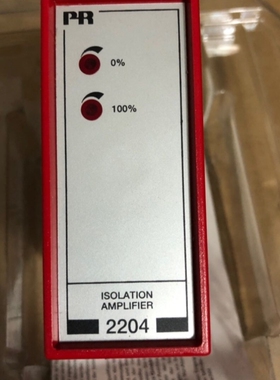 PR
0%
100%
ISOLATION
AMPLIFIER
2204